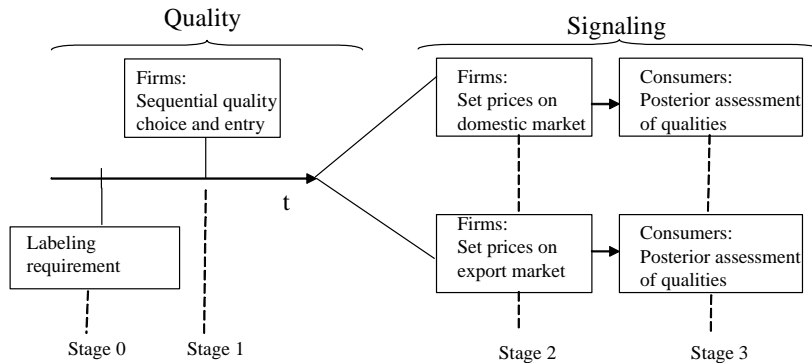 Quality
Signaling
Firms:
Sequential quality
choice and entry
Firms:
Set prices on
domestic market
Consumers:
Posterior assessment
of qualities
t
Labeling
requirement
Firms:
Set prices on
export market
Consumers:
Posterior assessment
of qualities
Stage 0
Stage 1
Stage 2
Stage 3